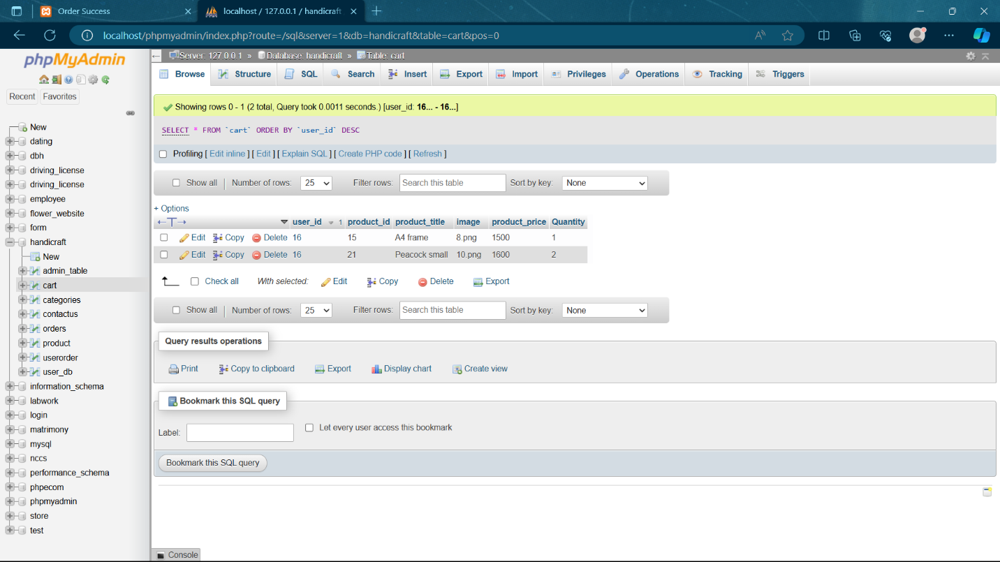 Order Success
localhost / 127.0.0.1 / handicraft
localhost/phpmyadmin/index.php?route=/sql&server=1&db=handicraft&table=cart&pos=0
phpMyAdmin
Recent Favorites
New
dating
dbh
driving_license
driving_license
employee
flower_website
form
handicraft
New
admin_table
cart
categories
contactus
orders
product
userorder
user_db
information_schema
labwork
login
matrimony
mysql
nccs
performance_schema
phpecom
phpmyadmin
store
test
Server: 127.0.0.1 » Database: handicraft » Table: cart
Browse Structure SQL Search Insert Export Import Privileges Operations Tracking Triggers
Showing rows 0 - 1 (2 total, Query took 0.0011 seconds.) [user_id: 16... - 16...]
SELECT * FROM `cart` ORDER BY `user_id` DESC
Profiling [ Edit inline ] [ Edit ] [ Explain SQL ] [ Create PHP code ] [ Refresh ]
Show all Number of rows: 25 Filter rows: Search this table Sort by key: None
+ Options
user_id 1 product_id product_title image product_price Quantity
Edit Copy Delete 16 15 A4 frame 8.png 1500 1
Edit Copy Delete 16 21 Peacock small 10.png 1600 2
Check all With selected: Edit Copy Delete Export
Show all Number of rows: 25 Filter rows: Search this table Sort by key: None
Query results operations
Print Copy to clipboard Export Display chart Create view
Bookmark this SQL query
Label: Let every user access this bookmark
Bookmark this SQL query
Console